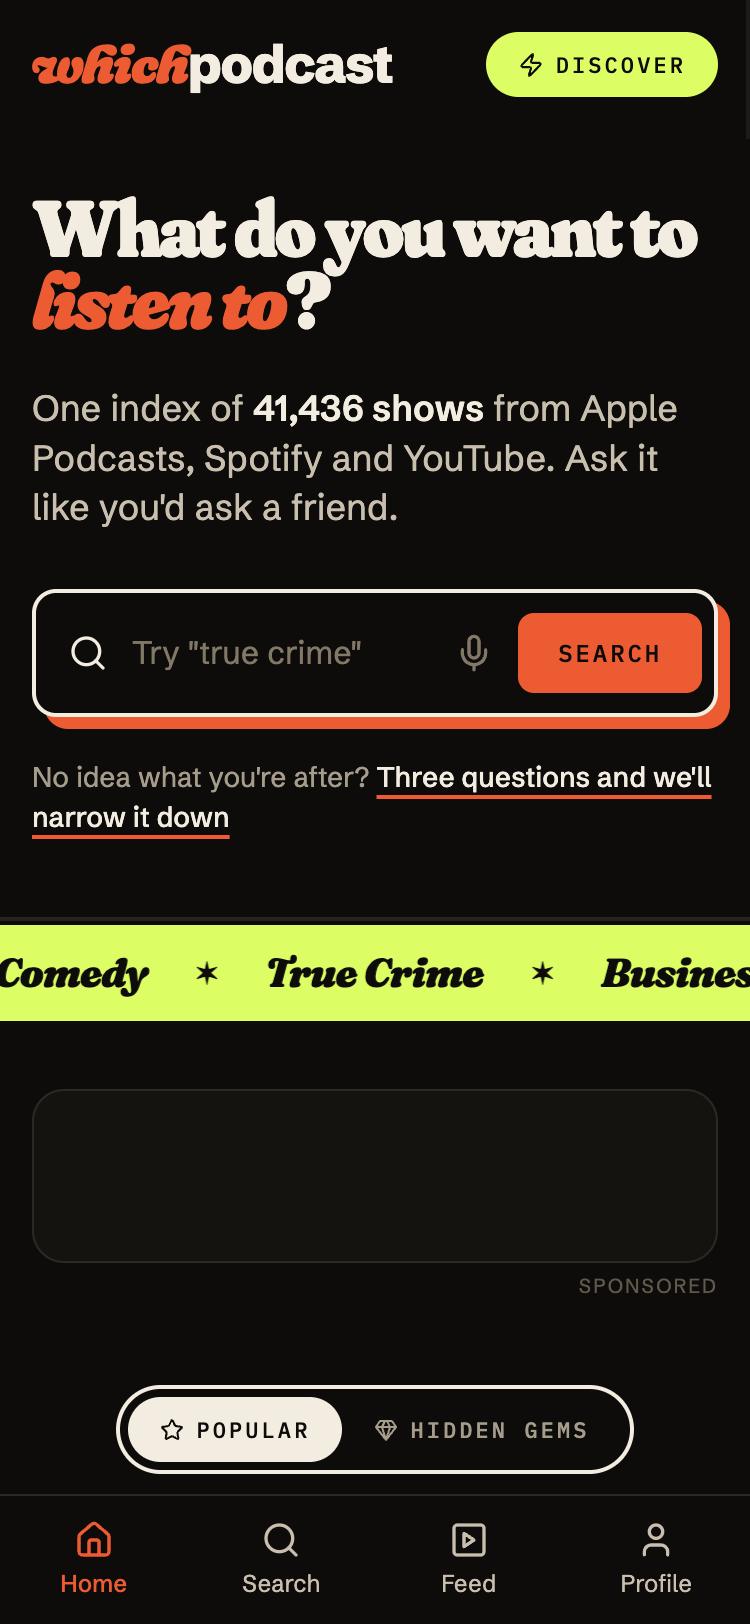 whichpodcast
DISCOVER
What do you want to
listen to?
One index of 41,436 shows from Apple
Podcasts, Spotify and YouTube. Ask it
like you'd ask a friend.
Try "true crime"
SEARCH
No idea what you're after? Three questions and we'll
narrow it down
Comedy ✶ True Crime ✶ Busines
SPONSORED
POPULAR
HIDDEN GEMS
Home
Search
Feed
Profile